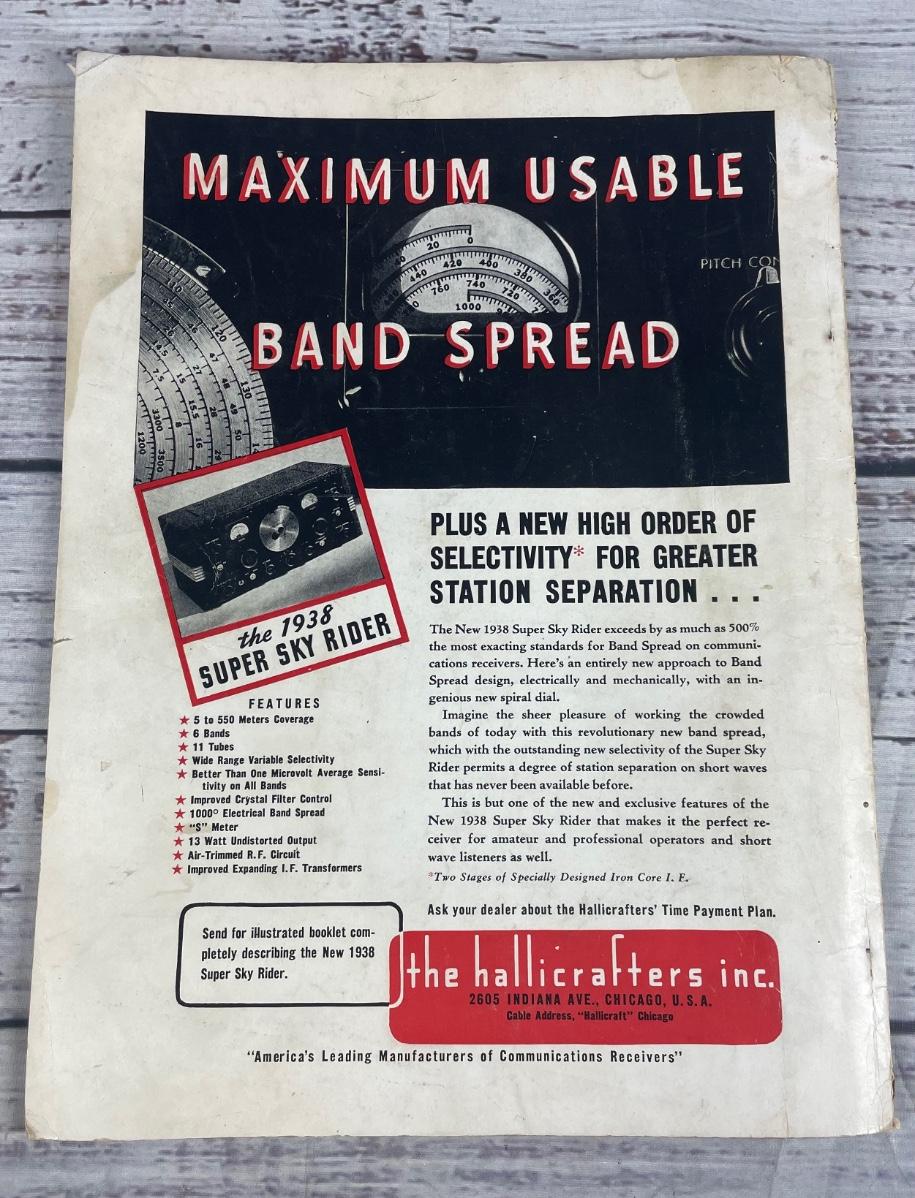 MAXIMUM USABLE
20 0
440 420 400 380 360
760 740 720
1000
PITCH CON
BAND SPREAD
the 1938
SUPER SKY RIDER
FEATURES
★ 5 to 550 Meters Coverage
★ 6 Bands
★ 11 Tubes
★ Wide Range Variable Selectivity
★ Better Than One Microvolt Average Sensi-
tivity on All Bands
★ Improved Crystal Filter Control
★ 1000° Electrical Band Spread
★ "S" Meter
★ 13 Watt Undistorted Output
★ Air-Trimmed R.F. Circuit
★ Improved Expanding I.F. Transformers
Send for illustrated booklet com-
pletely describing the New 1938
Super Sky Rider.
PLUS A NEW HIGH ORDER OF
SELECTIVITY* FOR GREATER
STATION SEPARATION . . .
The New 1938 Super Sky Rider exceeds by as much as 500%
the most exacting standards for Band Spread on communi-
cations receivers. Here's an entirely new approach to Band
Spread design, electrically and mechanically, with an in-
genious new spiral dial.
Imagine the sheer pleasure of working the crowded
bands of today with this revolutionary new band spread,
which with the outstanding new selectivity of the Super Sky
Rider permits a degree of station separation on short waves
that has never been available before.
This is but one of the new and exclusive features of the
New 1938 Super Sky Rider that makes it the perfect re-
ceiver for amateur and professional operators and short
wave listeners as well.
*Two Stages of Specially Designed Iron Core I. F.
Ask your dealer about the Hallicrafters' Time Payment Plan.
the hallicrafters inc.
2605 INDIANA AVE., CHICAGO, U.S.A.
Cable Address, "Hallicraft" Chicago
"America's Leading Manufacturers of Communications Receivers"